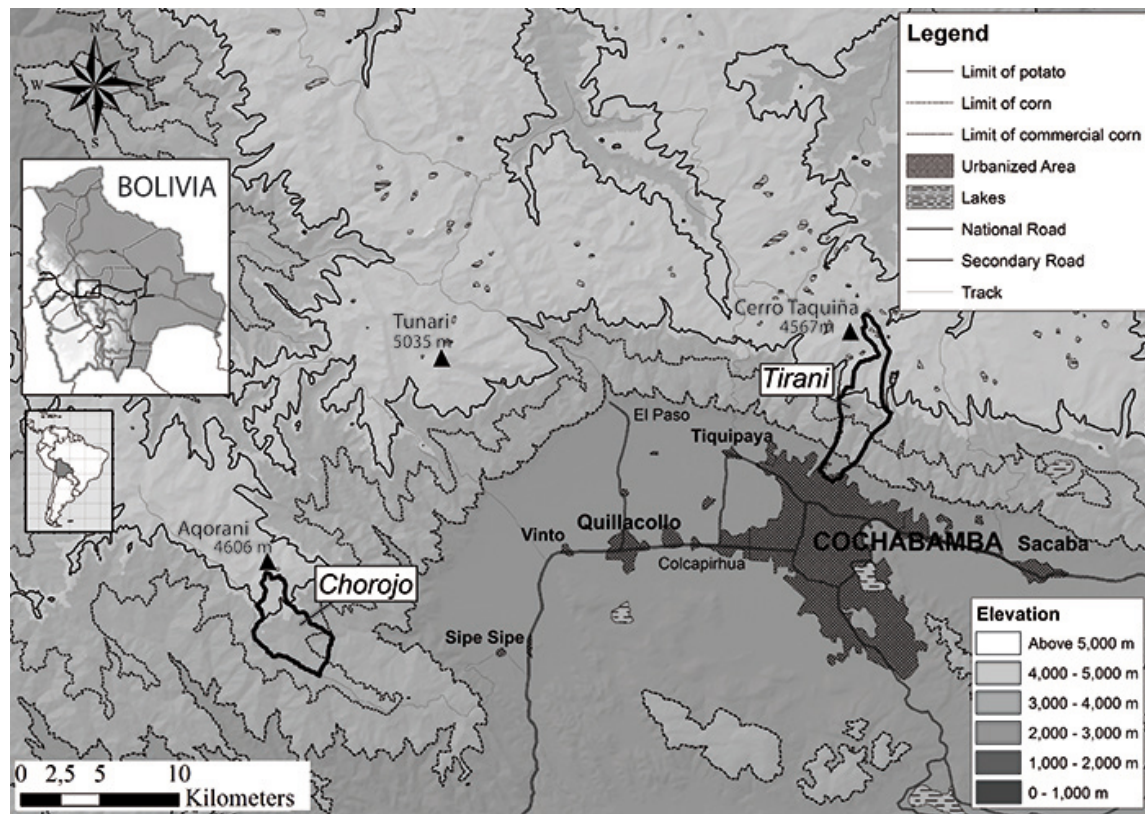 N
W
E
S
Legend
Limit of potato
Limit of corn
Limit of commercial corn
Urbanized Area
Lakes
National Road
Secondary Road
Track
BOLIVIA
Tunari
5035 m
Cerro Taquiña
4567m
Tirani
El Paso
Tiquipaya
Aqorani
4606 m
Chorojo
Vinto
Quillacollo
Colcapirhua
COCHABAMBA
Sacaba
Sipe Sipe
Elevation
Above 5,000 m
4,000 - 5,000 m
3,000 - 4,000 m
2,000 - 3,000 m
1,000 - 2,000 m
0 - 1,000 m
0 2,5 5 10
Kilometers